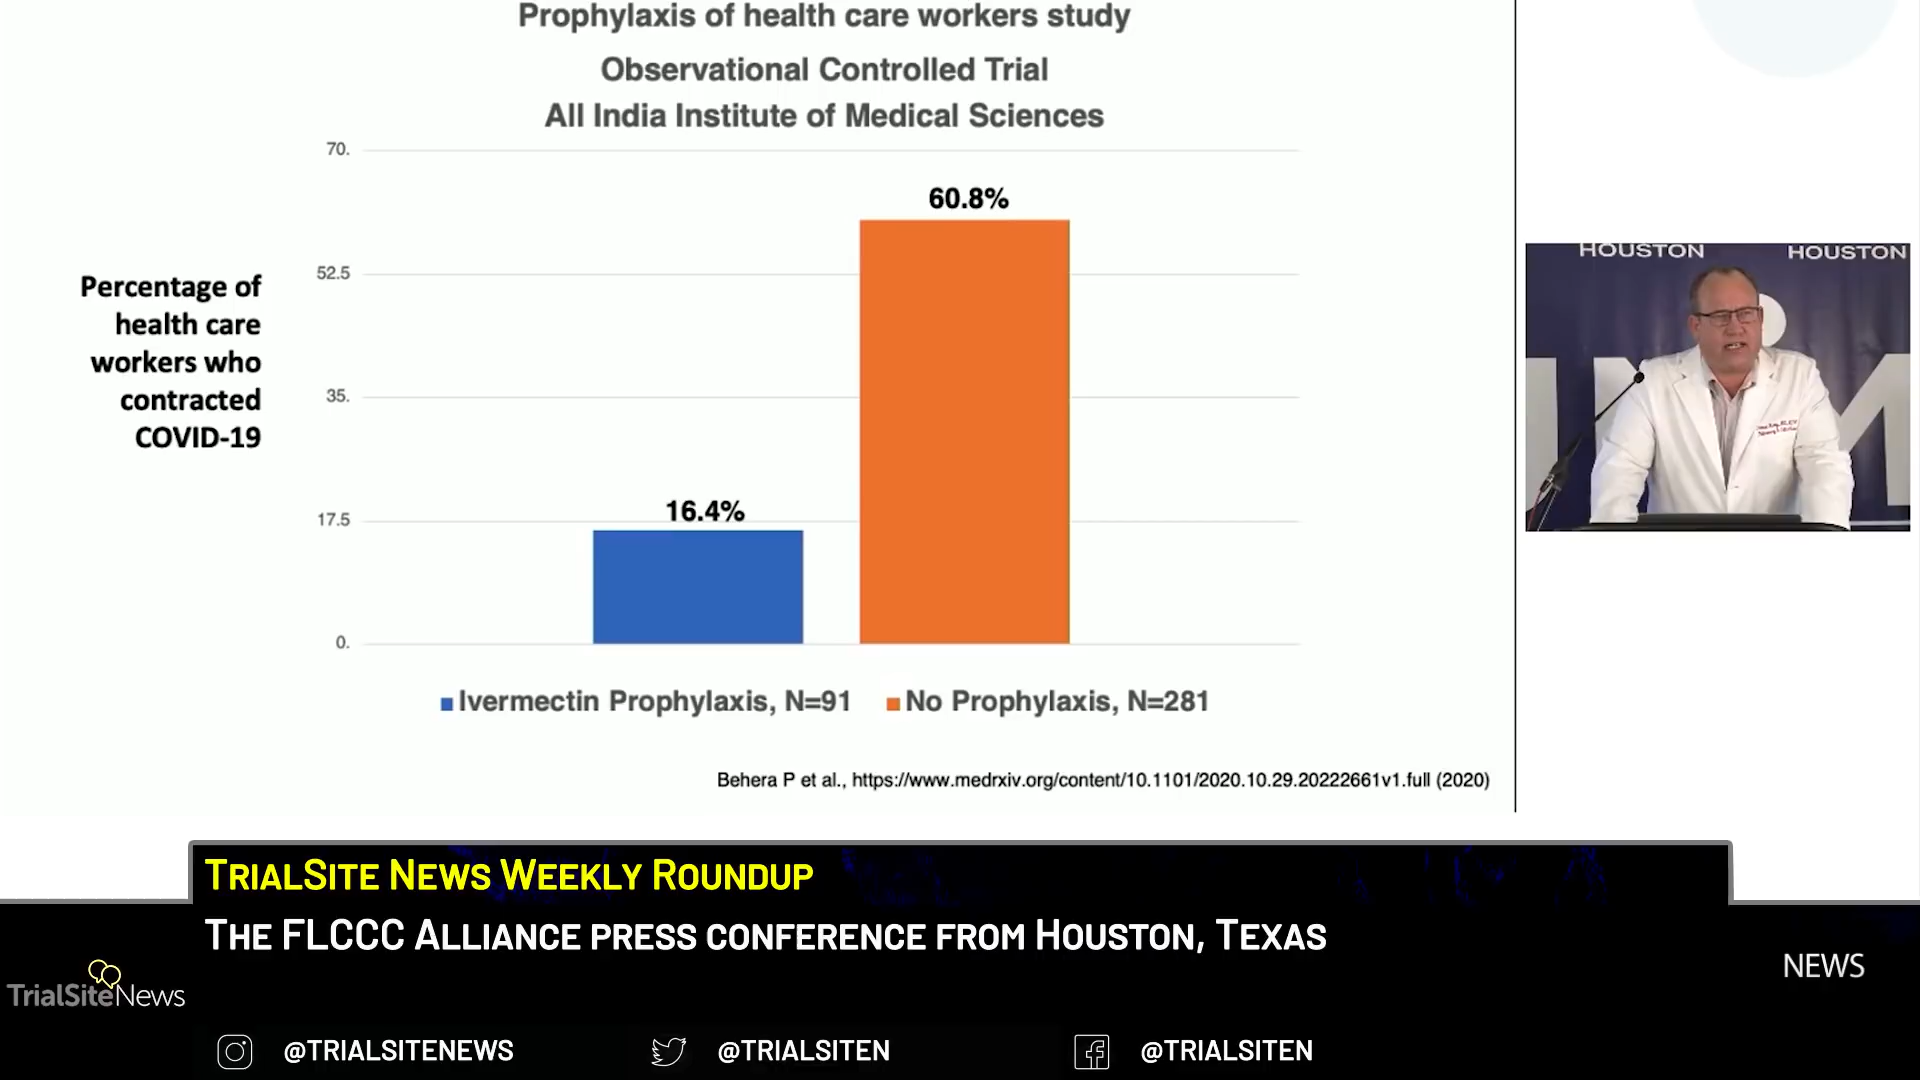 Prophylaxis of health care workers study
Observational Controlled Trial
All India Institute of Medical Sciences
70.
52.5
35.
17.5
0.
60.8%
16.4%
Percentage of
health care
workers who
contracted
COVID-19
Ivermectin Prophylaxis, N=91
No Prophylaxis, N=281
Behera P et al., https://www.medrxiv.org/content/10.1101/2020.10.29.20222661v1.full (2020)
HOUSTON
HOUSTON
TrialSite News Weekly Roundup
The FLCCC Alliance press conference from Houston, Texas
TrialSiteNews
NEWS
@TRIALSITENEWS
@TRIALSITEN
@TRIALSITEN